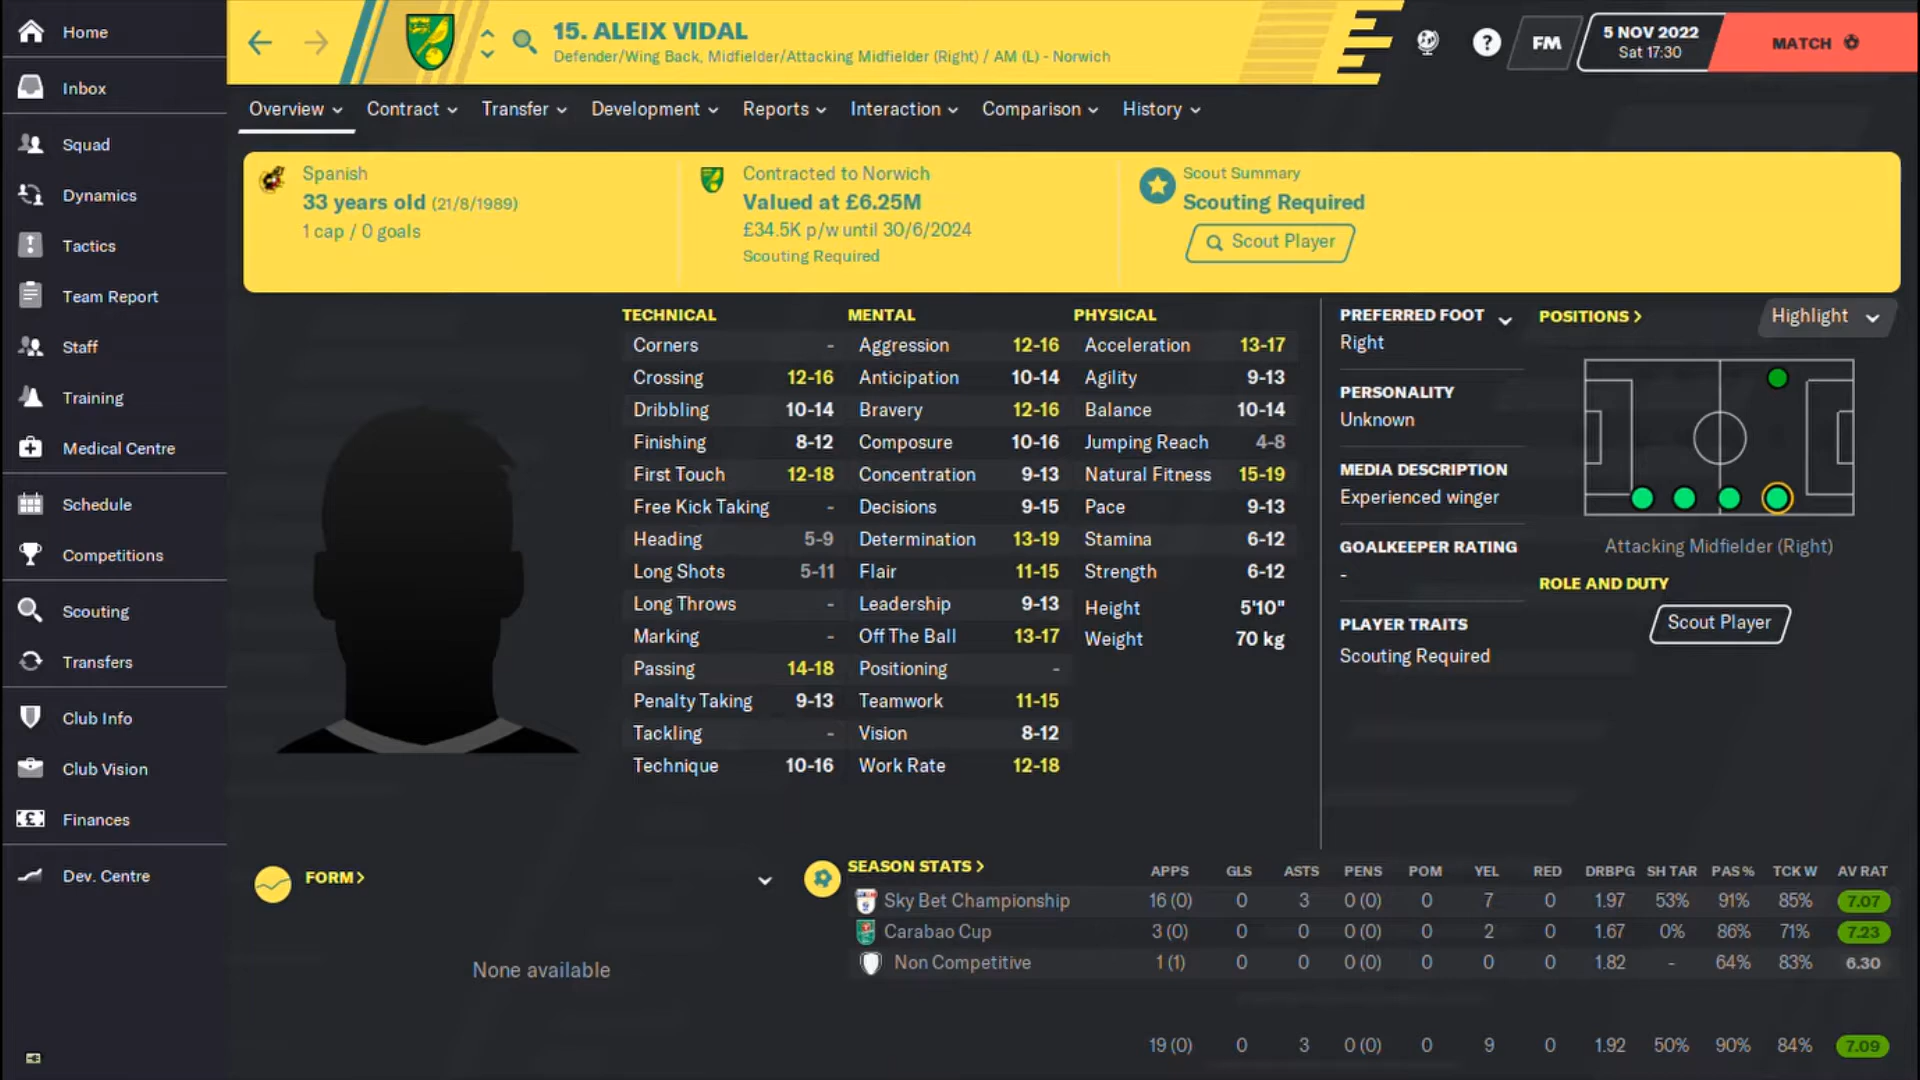 Home
Inbox
Squad
Dynamics
Tactics
Team Report
Staff
Training
Medical Centre
Schedule
Competitions
Scouting
Transfers
Club Info
Club Vision
Finances
Dev. Centre
15. ALEIX VIDAL
Defender/Wing Back, Midfielder/Attacking Midfielder (Right) / AM (L) - Norwich
?
FM
5 NOV 2022
Sat 17:30
MATCH
Overview Contract Transfer Development Reports Interaction Comparison History
Spanish
33 years old (21/8/1989)
1 cap / 0 goals
Contracted to Norwich
Valued at £6.25M
£34.5K p/w until 30/6/2024
Scouting Required
Scout Summary
Scouting Required
Scout Player
TECHNICAL
Corners -
Crossing 12-16
Dribbling 10-14
Finishing 8-12
First Touch 12-18
Free Kick Taking -
Heading 5-9
Long Shots 5-11
Long Throws -
Marking -
Passing 14-18
Penalty Taking 9-13
Tackling -
Technique 10-16
MENTAL
Aggression 12-16
Anticipation 10-14
Bravery 12-16
Composure 10-16
Concentration 9-13
Decisions 9-15
Determination 13-19
Flair 11-15
Leadership 9-13
Off The Ball 13-17
Positioning -
Teamwork 11-15
Vision 8-12
Work Rate 12-18
PHYSICAL
Acceleration 13-17
Agility 9-13
Balance 10-14
Jumping Reach 4-8
Natural Fitness 15-19
Pace 9-13
Stamina 6-12
Strength 6-12
Height 5'10"
Weight 70 kg
PREFERRED FOOT
Right
PERSONALITY
Unknown
MEDIA DESCRIPTION
Experienced winger
GOALKEEPER RATING
-
PLAYER TRAITS
Scouting Required
POSITIONS >
Highlight
Attacking Midfielder (Right)
ROLE AND DUTY
Scout Player
FORM >
None available
SEASON STATS > APPS GLS ASTS PENS POM YEL RED DRBPG SH TAR PAS % TCK W AV RAT
Sky Bet Championship 16 (0) 0 3 0 (0) 0 7 0 1.97 53% 91% 85% 7.07
Carabao Cup 3 (0) 0 0 0 (0) 0 2 0 1.67 0% 86% 71% 7.23
Non Competitive 1 (1) 0 0 0 (0) 0 0 0 1.82 - 64% 83% 6.30
19 (0) 0 3 0 (0) 0 9 0 1.92 50% 90% 84% 7.09